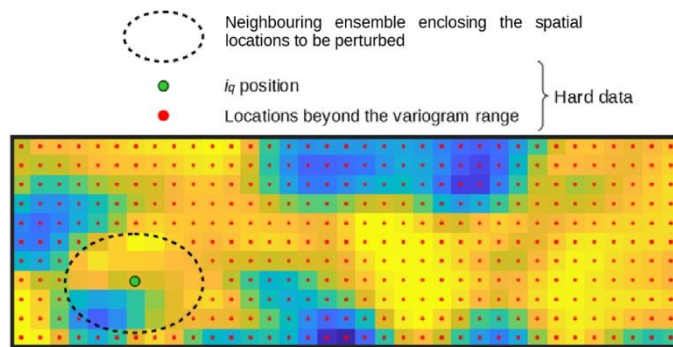 Neighbouring ensemble enclosing the spatial
locations to be perturbed
iq position
Locations beyond the variogram range
Hard data